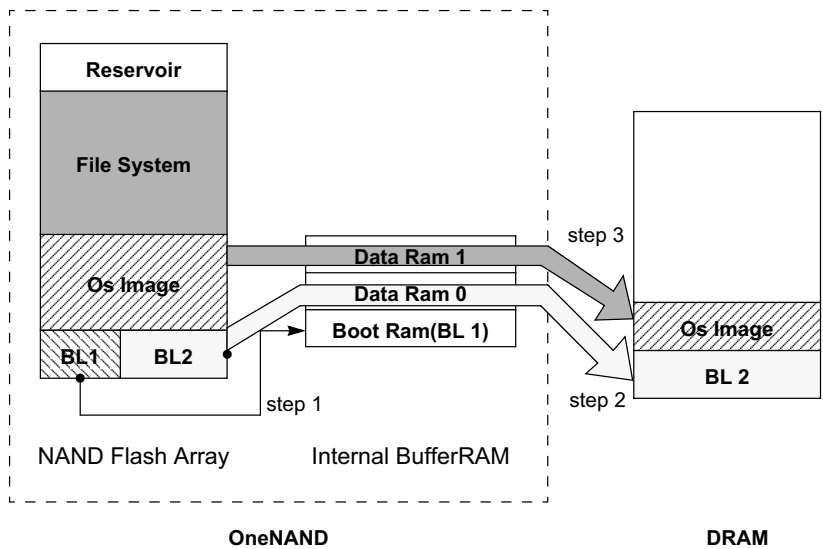 Reservoir
File System
Os Image
BL1
BL2
step 1
Data Ram 1
Data Ram 0
Boot Ram(BL 1)
step 3
step 2
Os Image
BL 2
NAND Flash Array
Internal BufferRAM
OneNAND
DRAM